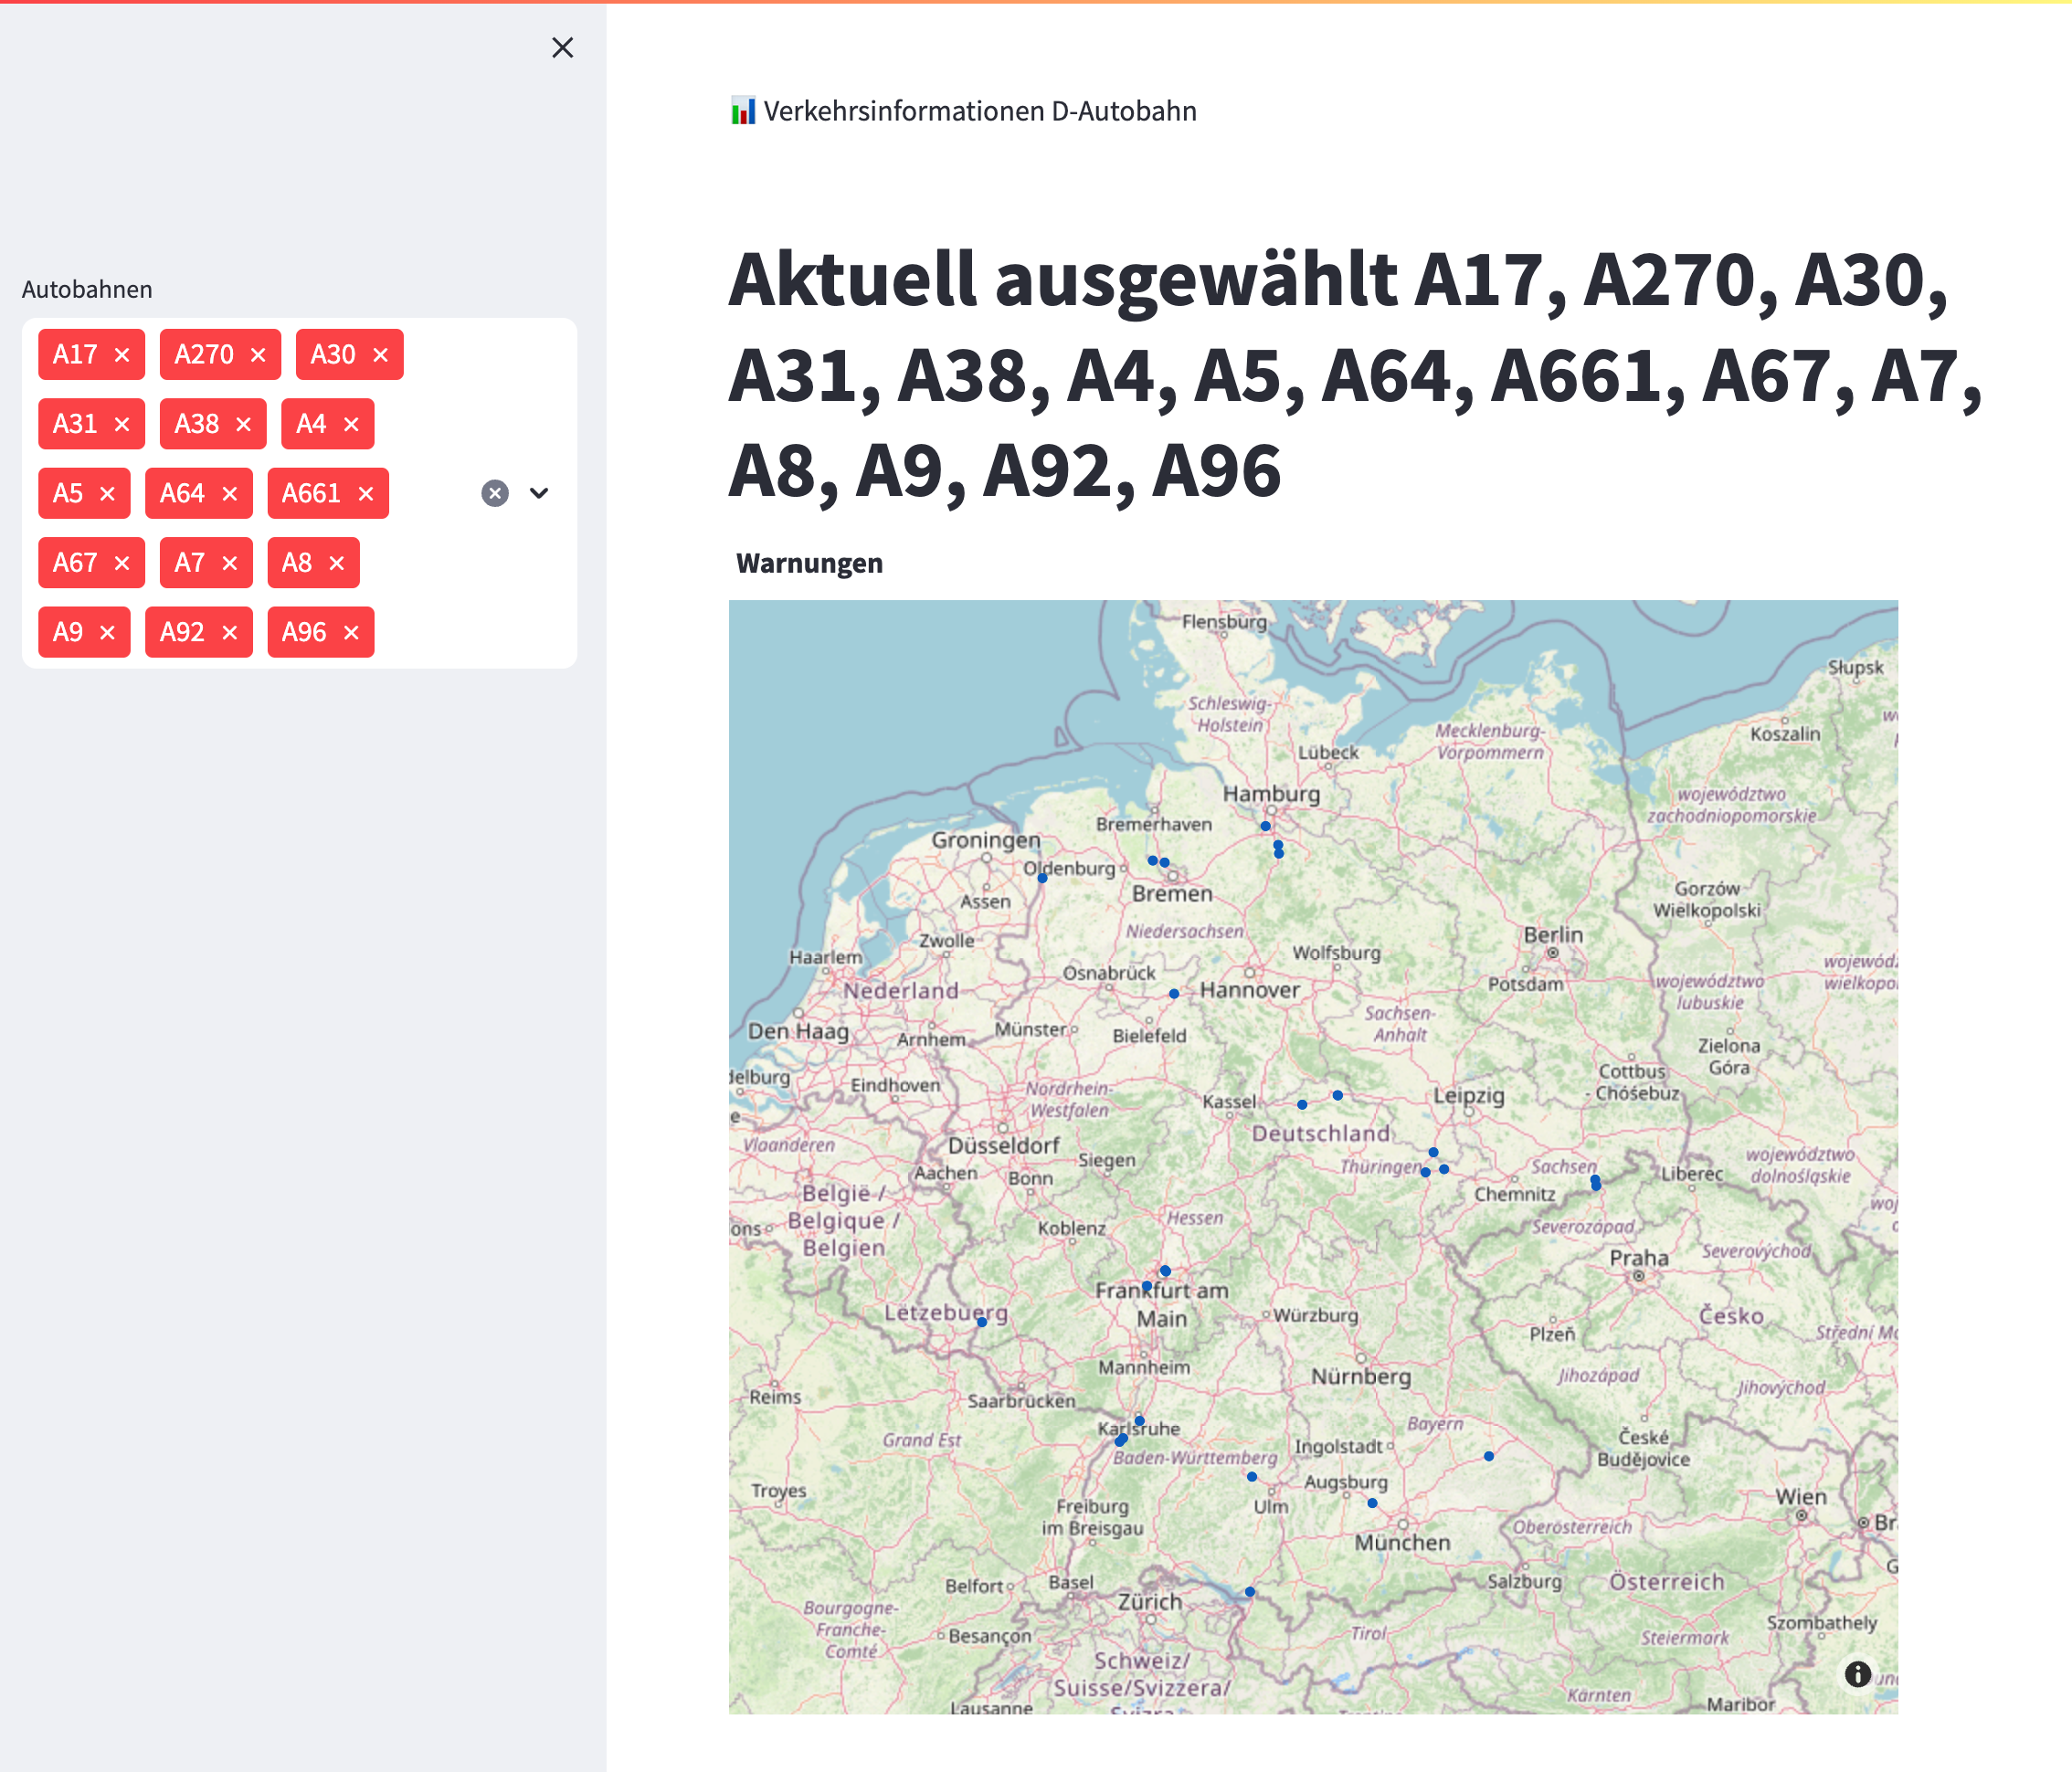 Verkehrsinformationen D-Autobahn
Autobahnen
A17 A270 A30
A31 A38 A4
A5 A64 A661
A67 A7 A8
A9 A92 A96
Aktuell ausgewählt A17, A270, A30,
A31, A38, A4, A5, A64, A661, A67, A7,
A8, A9, A92, A96
Warnungen
Flensburg
Słupsk
Schleswig-
Holstein
Mecklenburg-
Vorpommern
Koszalin
Lübeck
Hamburg
województwo
zachodniopomorskie
Bremerhaven
Groningen
Oldenburg
Assen
Bremen
Gorzów
Wielkopolski
Niedersachsen
Berlin
Zwolle
Haarlem
Wolfsburg
Osnabrück
Potsdam
Hannover
Nederland
województwo
lubuskie
Sachsen-
Anhalt
Den Haag
Münster
Arnhem
Bielefeld
Zielona
Góra
Eindhoven
Nordrhein-
Westfalen
Kassel
Leipzig
Cottbus
- Chóśebuz
Vlaanderen
Düsseldorf
Deutschland
Siegen
Thüringen
Sachsen
Liberec
województwo
dolnośląskie
Aachen
Bonn
Chemnitz
België /
Belgique /
Belgien
Koblenz
Hessen
Severozápad
Severovýchod
Praha
Frankfurt am
Main
Lëtzebuerg
Würzburg
Česko
Plzeň
Střední Mo
Mannheim
Nürnberg
Jihozápad
Jihovýchod
Reims
Saarbrücken
Karlsruhe
Bayern
Grand Est
Ingolstadt
České
Budějovice
Baden-Württemberg
Augsburg
Troyes
Ulm
Freiburg
im Breisgau
Wien
Br
Oberösterreich
München
Belfort
Basel
Zürich
Salzburg
Österreich
Bourgogne-
Franche-
Comté
Besançon
Tirol
Szombathely
Steiermark
Schweiz/
Suisse/Svizzera/
Kärnten
Maribor
Lausanne